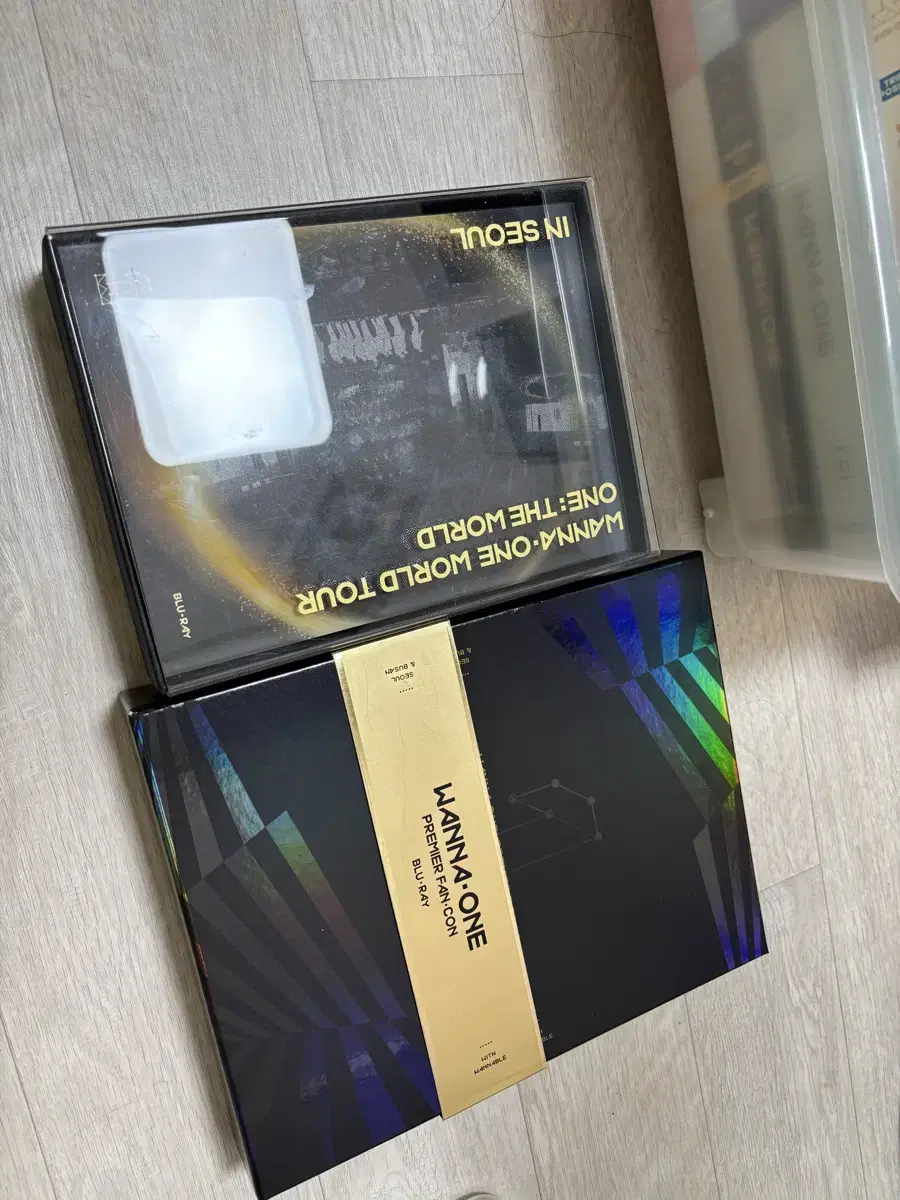 WANNA·ONE WORLD TOUR
ONE: THE WORLD
IN SEOUL
BLU-RAY
SEOUL
& BUSAN
WANNA·ONE
PREMIER FAN·CON
BLU-RAY
WITH
WANNABLE
WANNA·ONE